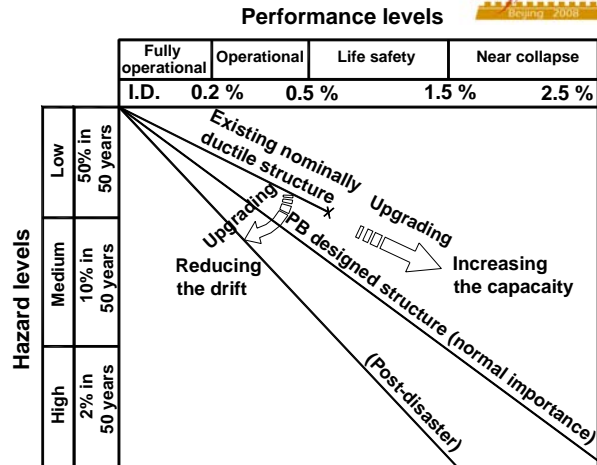 Performance levels
Beijing 2008
Fully operational
Operational
Life safety
Near collapse
I.D.
0.2 %
0.5 %
1.5 %
2.5 %
Hazard levels
Low
50% in
50 years
Medium
10% in
50 years
High
2% in
50 years
Existing nominally
ductile structure
x
Upgrading
Reducing
the drift
Upgrading
Increasing
the capacaity
PB designed structure (normal importance)
(Post-disaster)